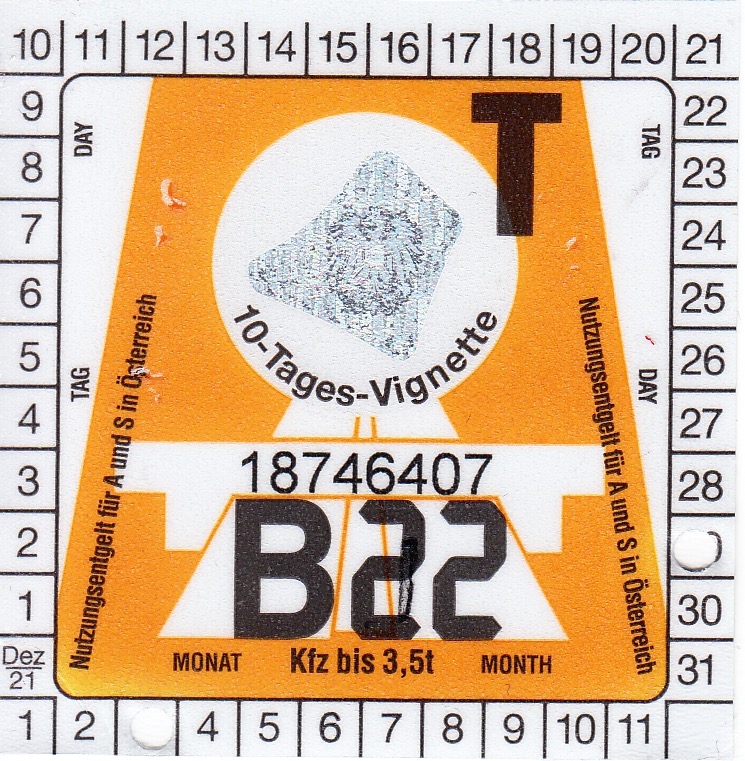 10 11 12 13 14 15 16 17 18 19 20 21
9
8
7
6
5
4
3
2
1
Dez
21
22
23
24
25
26
27
28
30
31
1 2 4 5 6 7 8 9 10 11
DAY
TAG
TAG
DAY
T
10-Tages-Vignette
Nutzungsentgelt für A und S in Österreich
Nutzungsentgelt für A und S in Österreich
18746407
B22
MONAT Kfz bis 3,5t MONTH